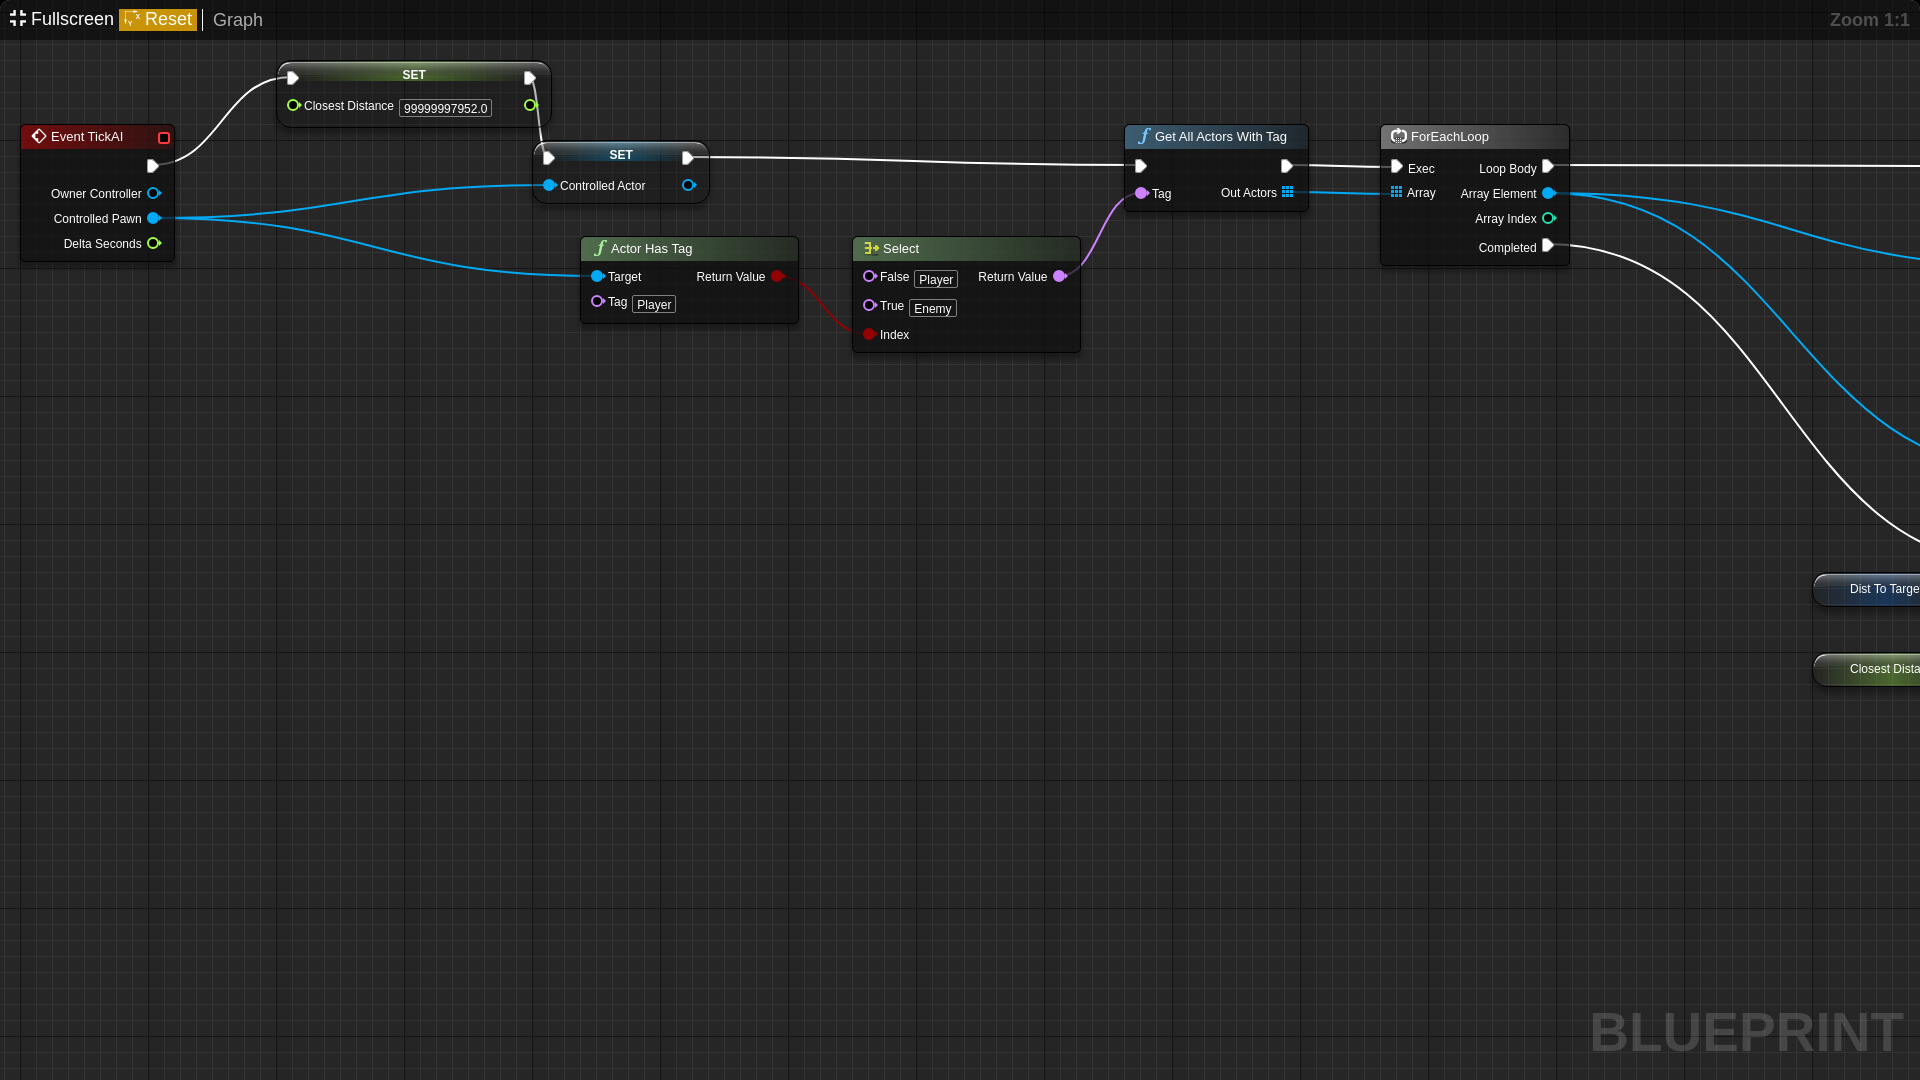 Fullscreen Reset Graph Zoom 1:1
SET
Closest Distance 99999997952.0
Event TickAI
Owner Controller
Controlled Pawn
Delta Seconds
SET
Controlled Actor
Actor Has Tag
Target Return Value
Tag Player
Select
False Player Return Value
True Enemy
Index
Get All Actors With Tag
Tag Out Actors
ForEachLoop
Exec Loop Body
Array Array Element
Array Index
Completed
Dist To Targe
Closest Dista
BLUEPRINT